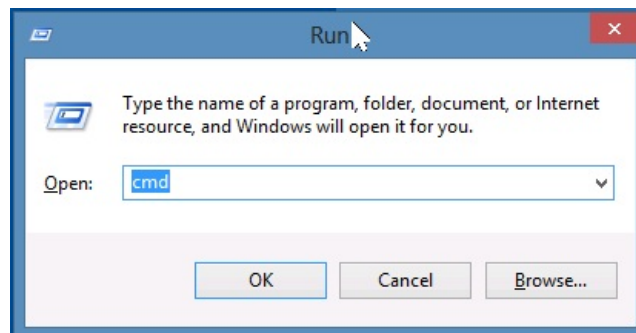 Run
Type the name of a program, folder, document, or Internet
resource, and Windows will open it for you.
Open: cmd
OK Cancel Browse...